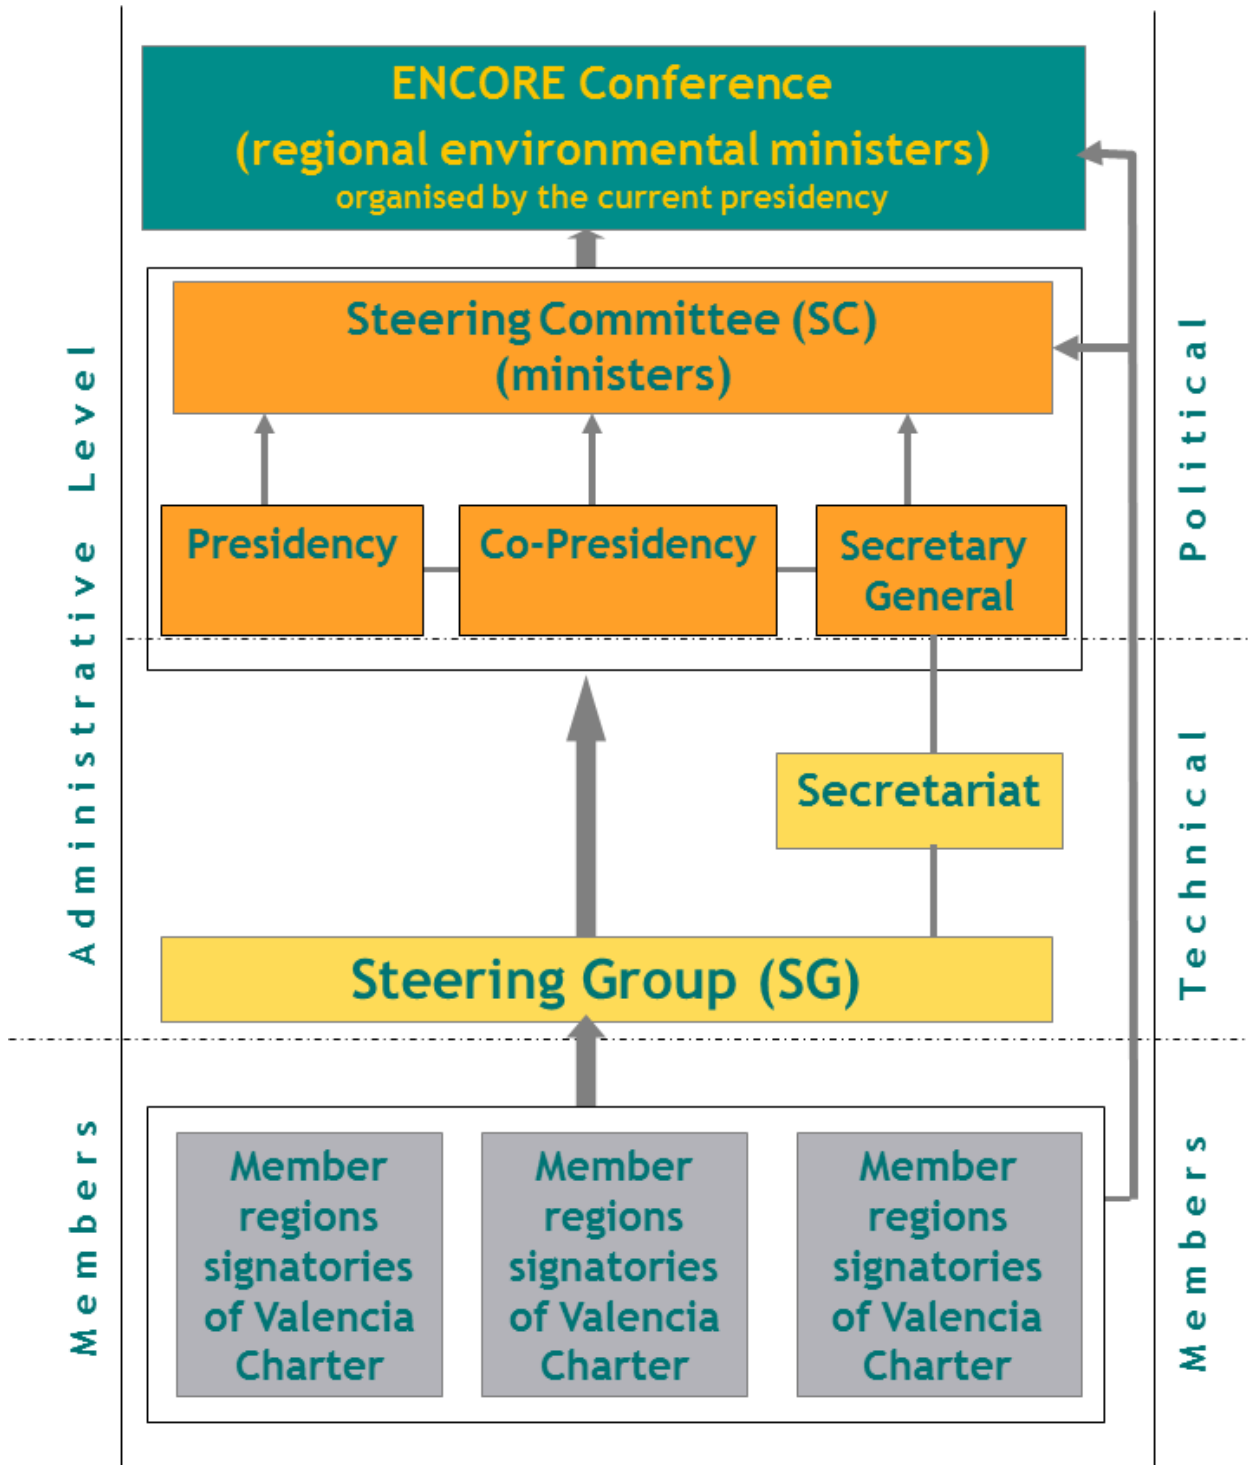 ENCORE Conference
(regional environmental ministers)
organised by the current presidency
Steering Committee (SC)
(ministers)
Presidency
Co-Presidency
Secretary
General
Secretariat
Steering Group (SG)
Member
regions
signatories
of Valencia
Charter
Member
regions
signatories
of Valencia
Charter
Member
regions
signatories
of Valencia
Charter
Administrative Level
Members
Political
Technical
Members